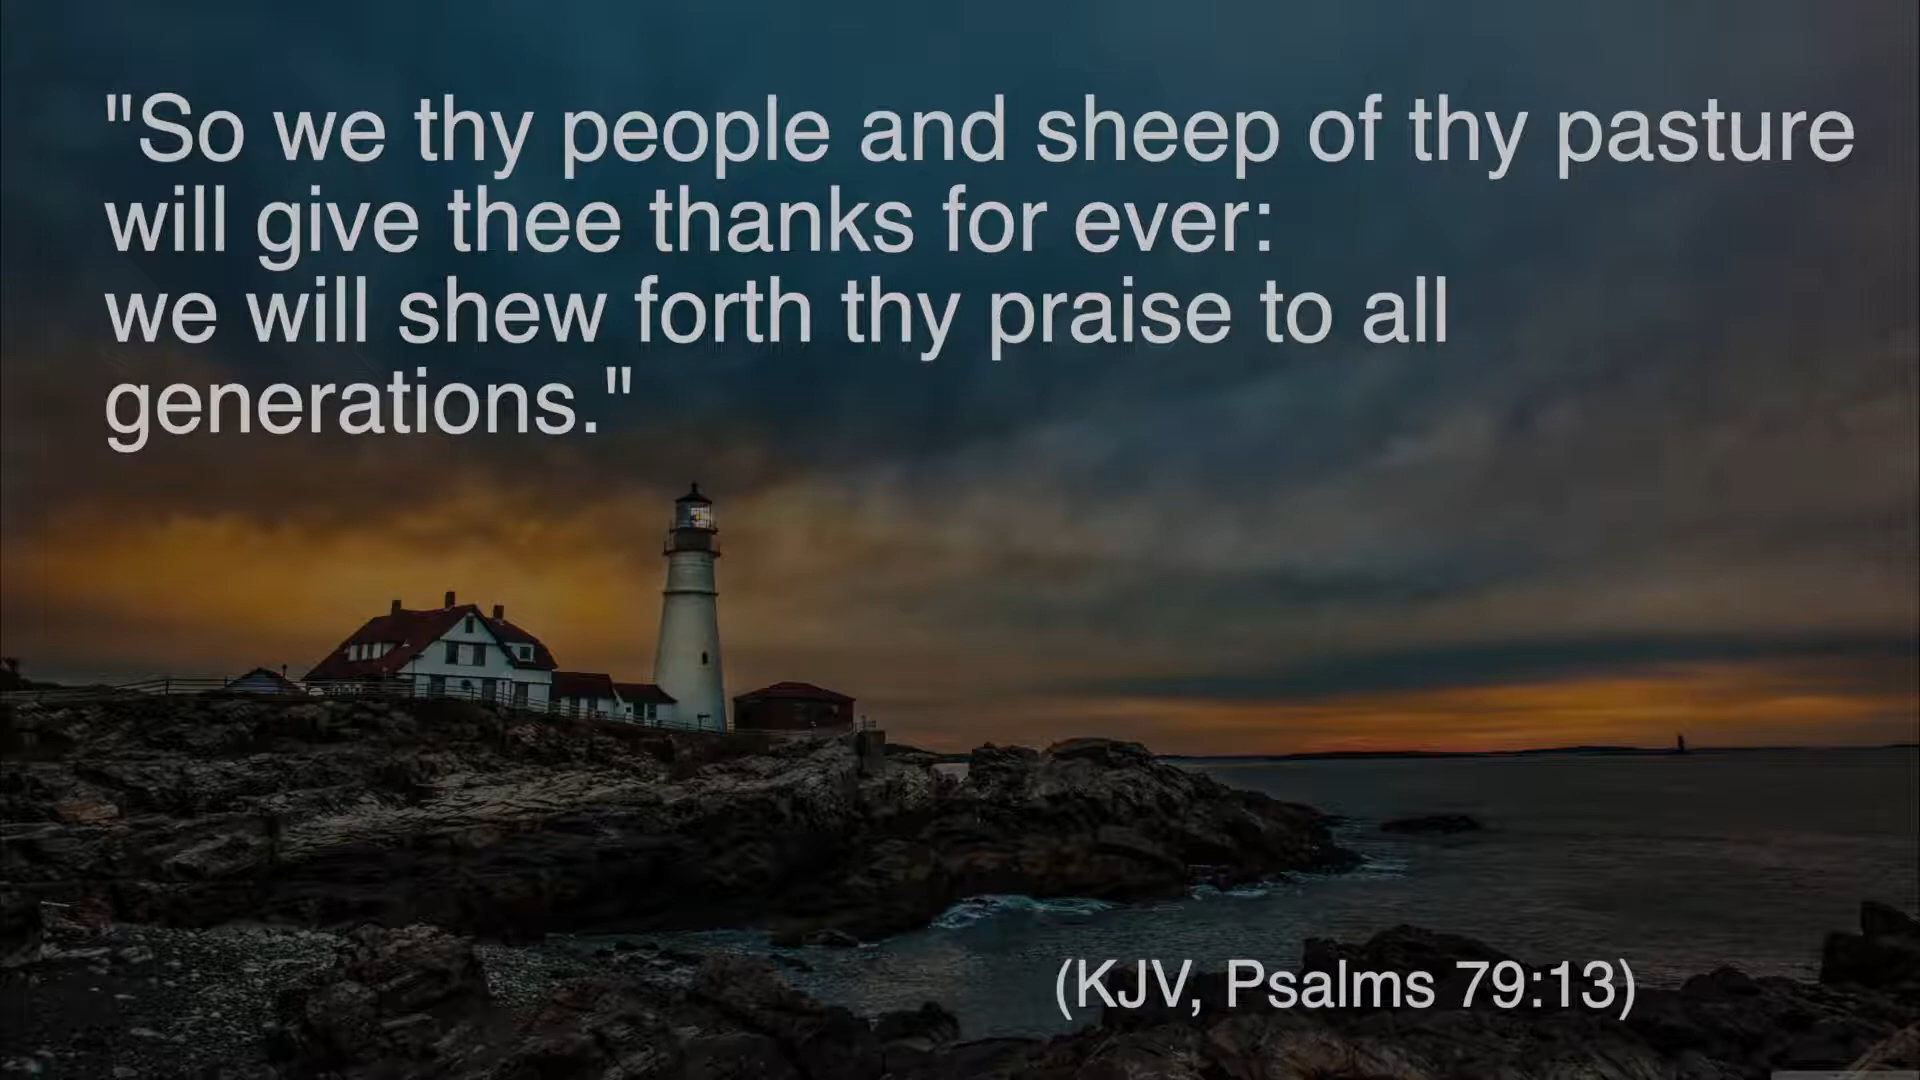 "So we thy people and sheep of thy pasture
will give thee thanks for ever:
we will shew forth thy praise to all
generations."
(KJV, Psalms 79:13)